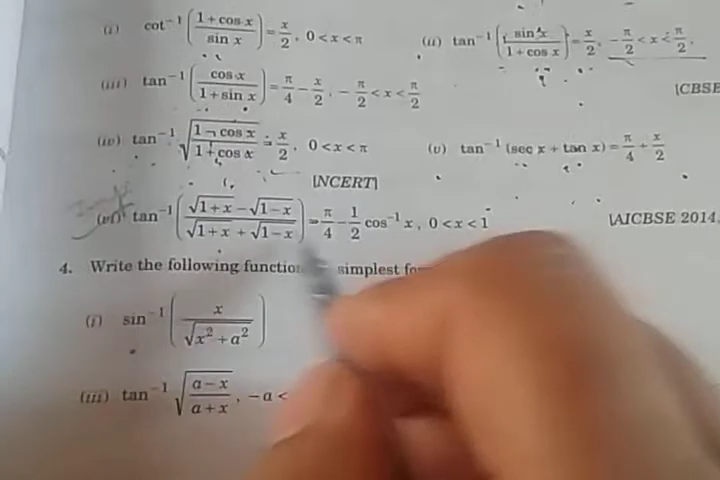 (i) cot⁻¹ (1 + cos x / sin x) = x/2, 0 < x < π
(ii) tan⁻¹ (sin x / 1 + cos x) = x/2, −π/2 < x < π/2,
(iii) tan⁻¹ (cos x / 1 + sin x) = π/4 − x/2, −π/2 < x < π/2
[CBSE
(iv) tan⁻¹ √(1 − cos x / 1 + cos x) = x/2, 0 < x < π
(v) tan⁻¹ (sec x + tan x) = π/4 + x/2
[NCERT]
(vi) tan⁻¹ (√1 + x − √1 − x / √1 + x + √1 − x) = π/4 − 1/2 cos⁻¹ x, 0 < x < 1
[AICBSE 2014,
4. Write the following functio simplest fo
(i) sin⁻¹ (x / √x² + a²)
(iii) tan⁻¹ √(a − x / a + x), −a <